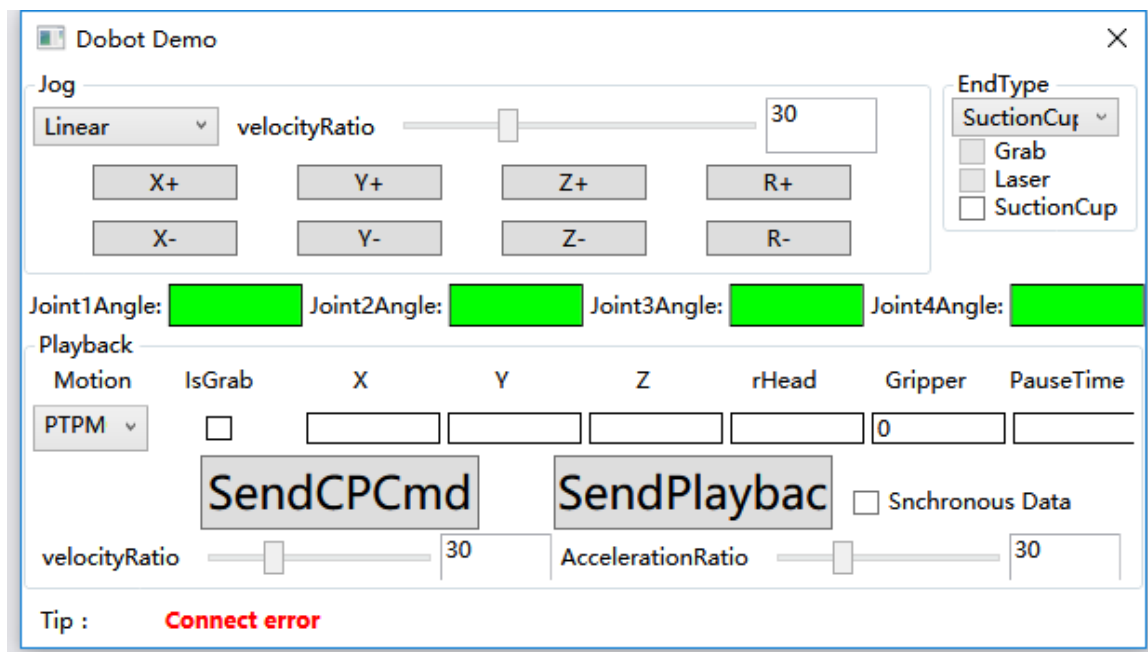 Dobot Demo
Jog
EndType
Linear velocityRatio 30
SuctionCup
Grab
Laser
SuctionCup
X+ Y+ Z+ R+
X- Y- Z- R-
Joint1Angle: Joint2Angle: Joint3Angle: Joint4Angle:
Playback
Motion IsGrab X Y Z rHead Gripper PauseTime
PTPM 0
SendCPCmd SendPlaybac Snchronous Data
velocityRatio 30 AccelerationRatio 30
Tip : Connect error